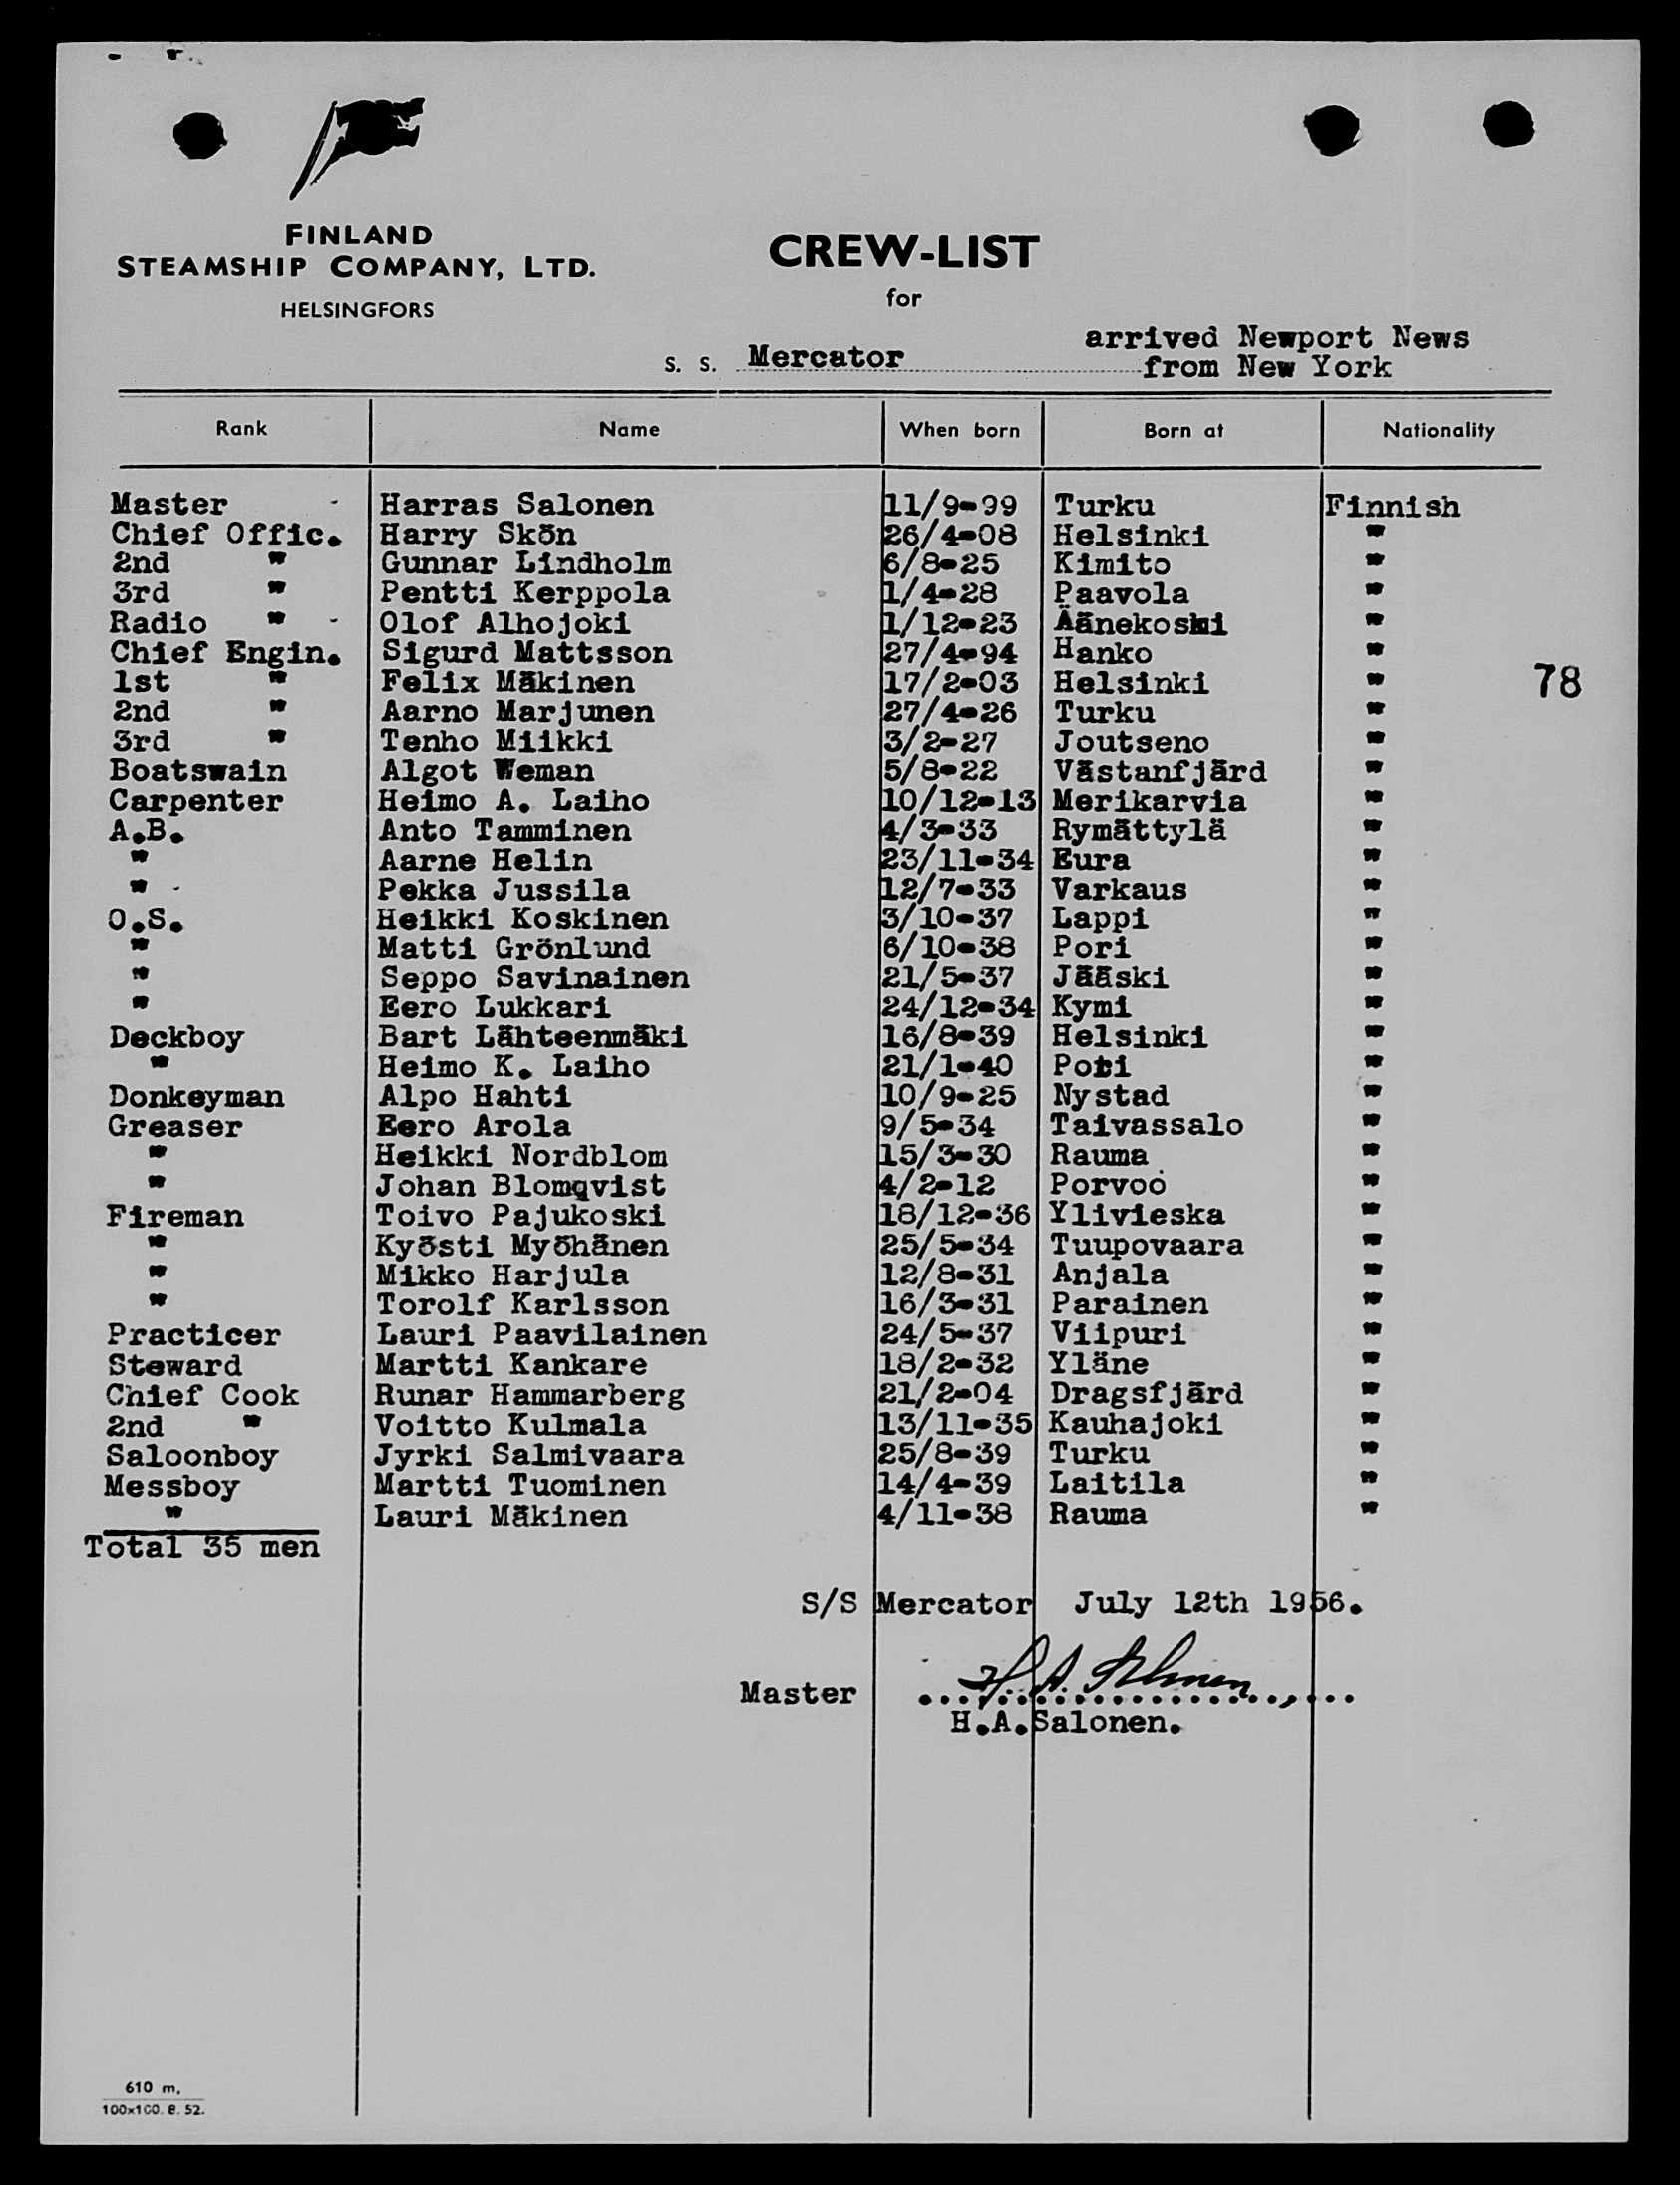 FINLAND
STEAMSHIP COMPANY, LTD.
HELSINGFORS
CREW-LIST
for
S. S. Mercator
arrived Newport News
from New York
Rank Name When born Born at Nationality
Master - Harras Salonen 11/9-99 Turku Finnish
Chief Offic. Harry Skön 26/4-08 Helsinki "
2nd " Gunnar Lindholm 6/8-25 Kimito "
3rd " Pentti Kerppola 1/4-28 Paavola "
Radio " - Olof Alhojoki 1/12-23 Äänekoski "
Chief Engin. Sigurd Mattsson 27/4-94 Hanko "
1st " Felix Mäkinen 17/2-03 Helsinki "
78
2nd " Aarno Marjunen 27/4-26 Turku "
3rd " Tenho Miikki 3/2-27 Joutseno "
Boatswain Algot Weman 5/8-22 Västanfjärd "
Carpenter Heimo A. Laiho 10/12-13 Merikarvia "
A.B. Anto Tamminen 4/3-33 Rymättylä "
" Aarne Helin 23/11-34 Eura "
" - Pekka Jussila 12/7-33 Varkaus "
O.S. Heikki Koskinen 3/10-37 Lappi "
" Matti Grönlund 6/10-38 Pori "
" Seppo Savinainen 21/5-37 Jääski "
" Eero Lukkari 24/12-34 Kymi "
Deckboy Bart Lähteenmäki 16/8-39 Helsinki "
" Heimo K. Laiho 21/1-40 Pori "
Donkeyman Alpo Hahti 10/9-25 Nystad "
Greaser Eero Arola 9/5-34 Taivassalo "
" Heikki Nordblom 15/3-30 Rauma "
" Johan Blomqvist 4/2-12 Porvoo "
Fireman Toivo Pajukoski 18/12-36 Ylivieska "
" Kyösti Myöhänen 25/5-34 Tuupovaara "
" Mikko Harjula 12/8-31 Anjala "
" Torolf Karlsson 16/3-31 Parainen "
Practicer Lauri Paavilainen 24/5-37 Viipuri "
Steward Martti Kankare 18/2-32 Yläne "
Chief Cook Runar Hammarberg 21/2-04 Dragsfjärd "
2nd " Voitto Kulmala 13/11-35 Kauhajoki "
Saloonboy Jyrki Salmivaara 25/8-39 Turku "
Messboy Martti Tuominen 14/4-39 Laitila "
" Lauri Mäkinen 4/11-38 Rauma "
Total 35 men
S/S Mercator July 12th 1956.
Master H. A. Salonen
H.A.Salonen.
610 m.
100x100. 8. 52.